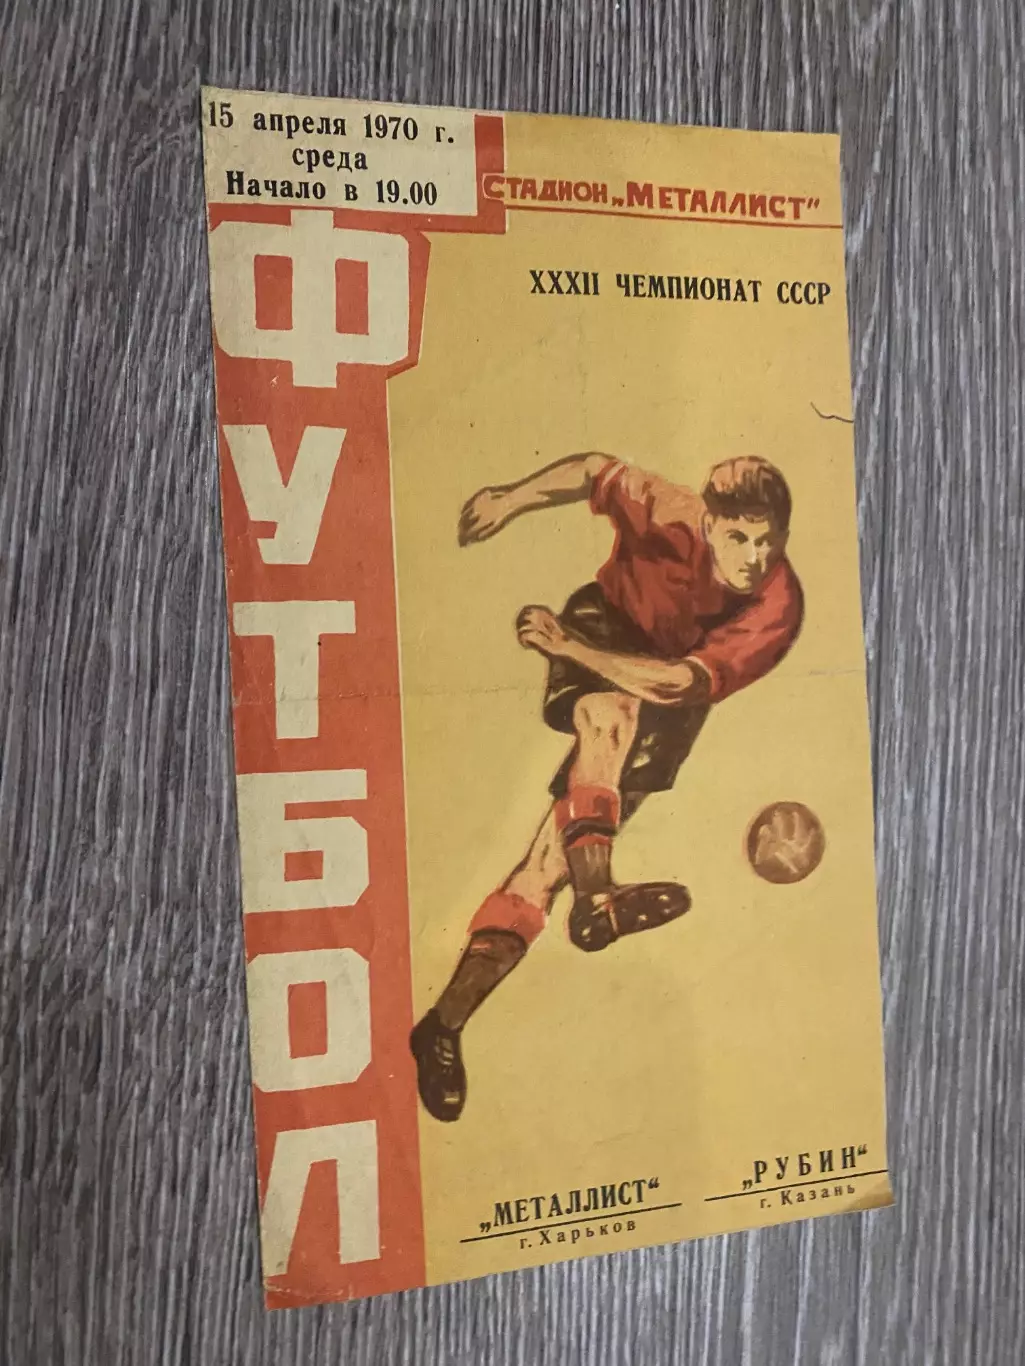 15 апреля 1970 г.
среда
Начало в 19.00
СТАДИОН „МЕТАЛЛИСТ"
XXXII ЧЕМПИОНАТ СССР
ФУТБОЛ
„МЕТАЛЛИСТ"
г. Харьков
„РУБИН"
г. Казань